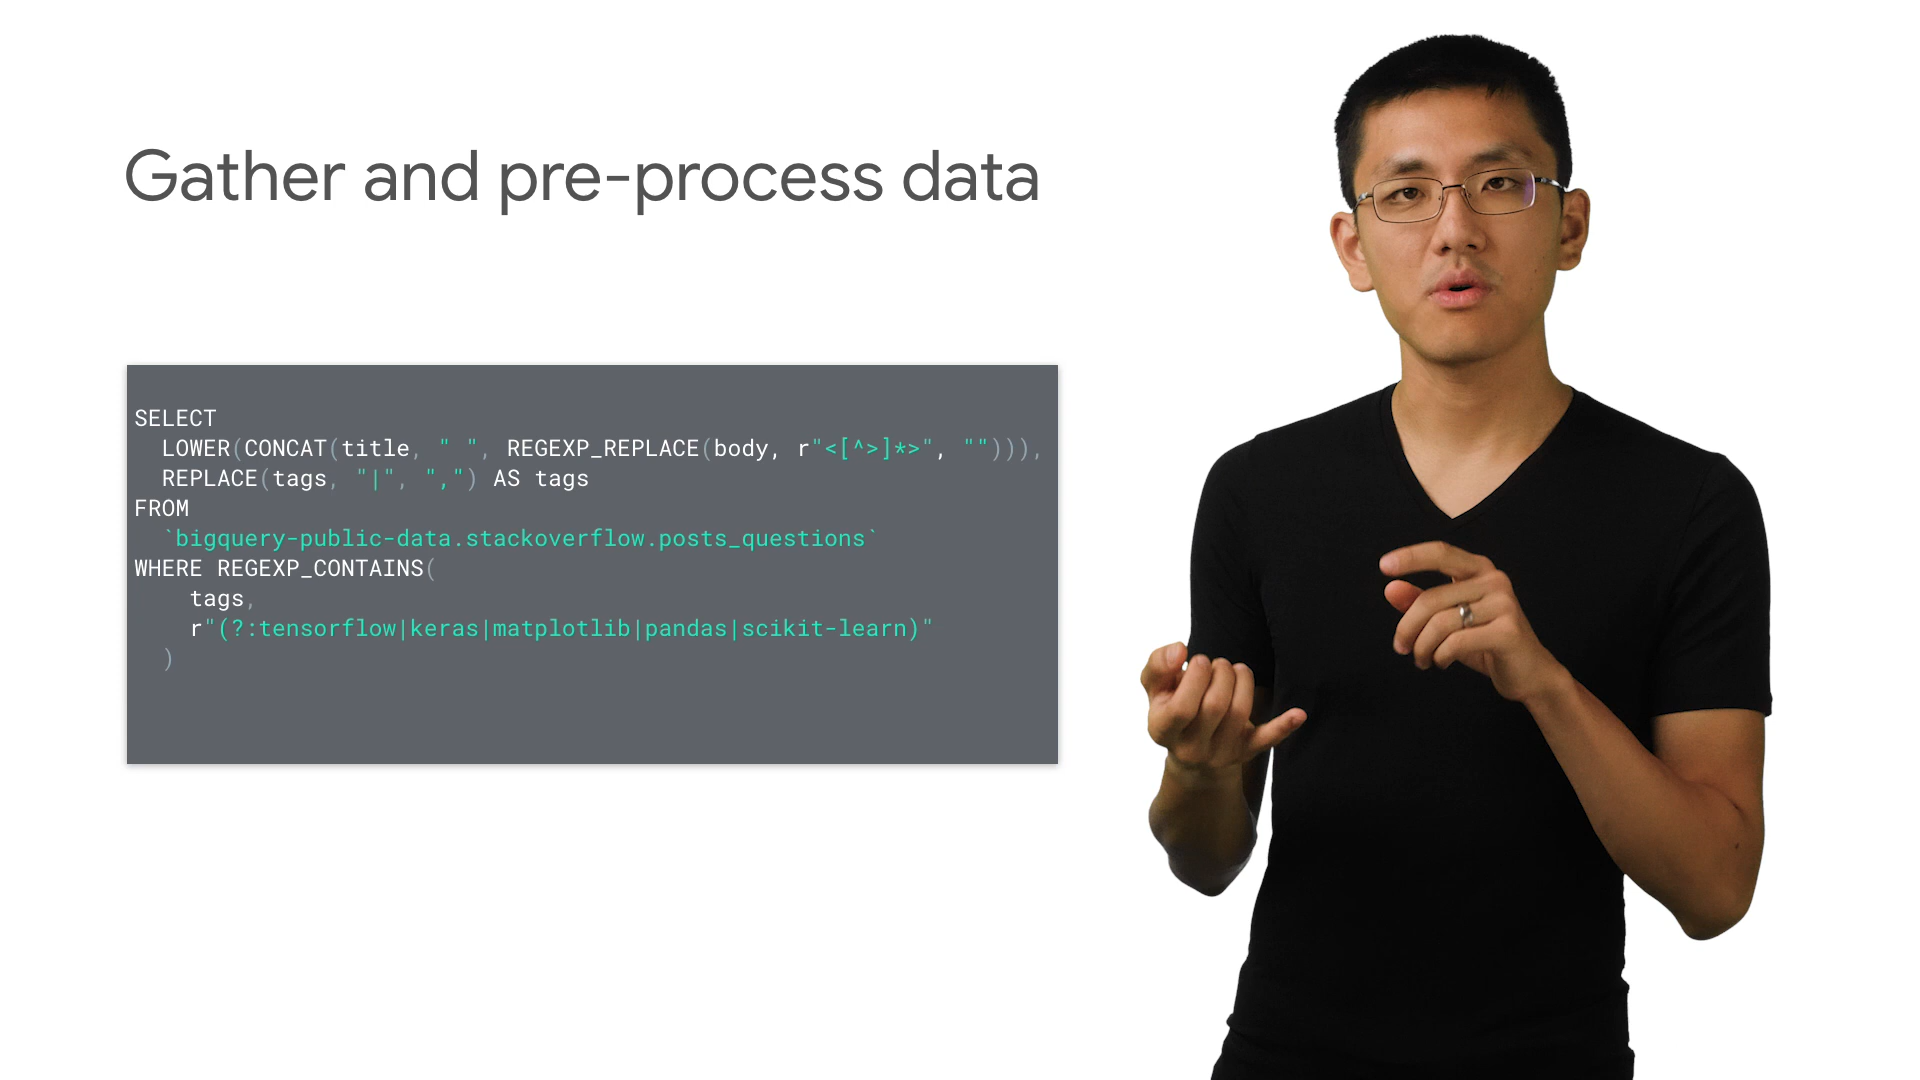 Gather and pre-process data
SELECT
  LOWER(CONCAT(title, " ", REGEXP_REPLACE(body, r"<[^>]*>", ""))),
  REPLACE(tags, "|", ",") AS tags
FROM
  `bigquery-public-data.stackoverflow.posts_questions`
WHERE REGEXP_CONTAINS(
    tags,
    r"(?:tensorflow|keras|matplotlib|pandas|scikit-learn)"
  )